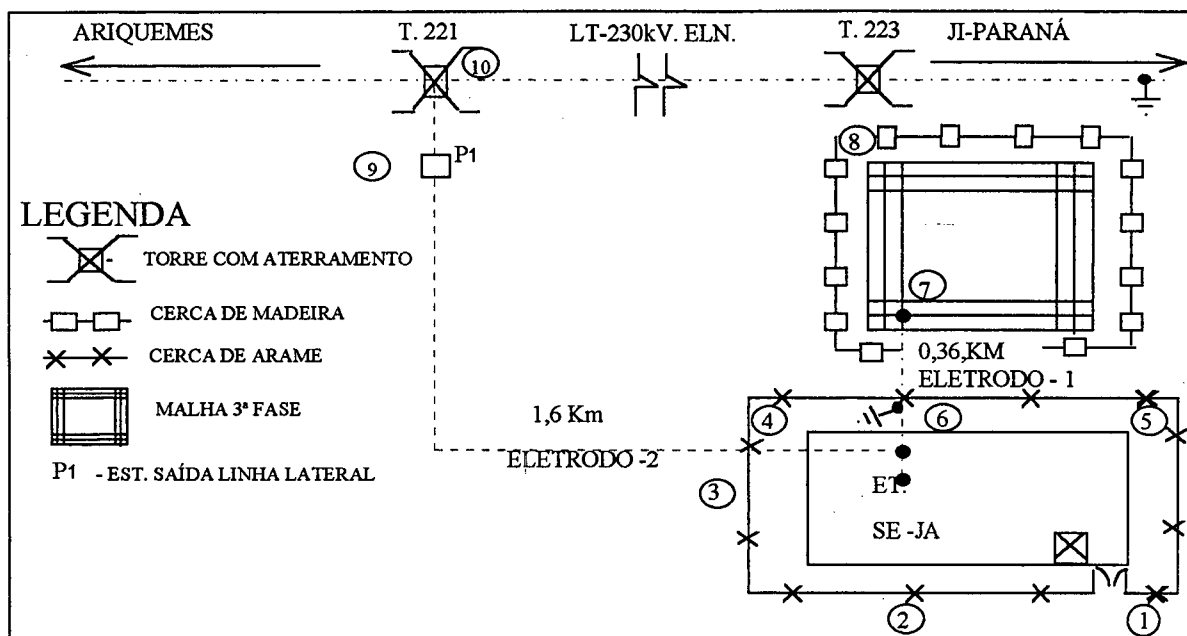 ARIQUEMES
T. 221
LT-230kV. ELN.
T. 223
JI-PARANÁ
10
8
9
P1
LEGENDA
TORRE COM ATERRAMENTO
CERCA DE MADEIRA
CERCA DE ARAME
MALHA 3ª FASE
P1 - EST. SAÍDA LINHA LATERAL
7
0,36,KM
ELETRODO - 1
1,6 Km
ELETRODO -2
4
6
5
3
ET.
SE -JA
2
1